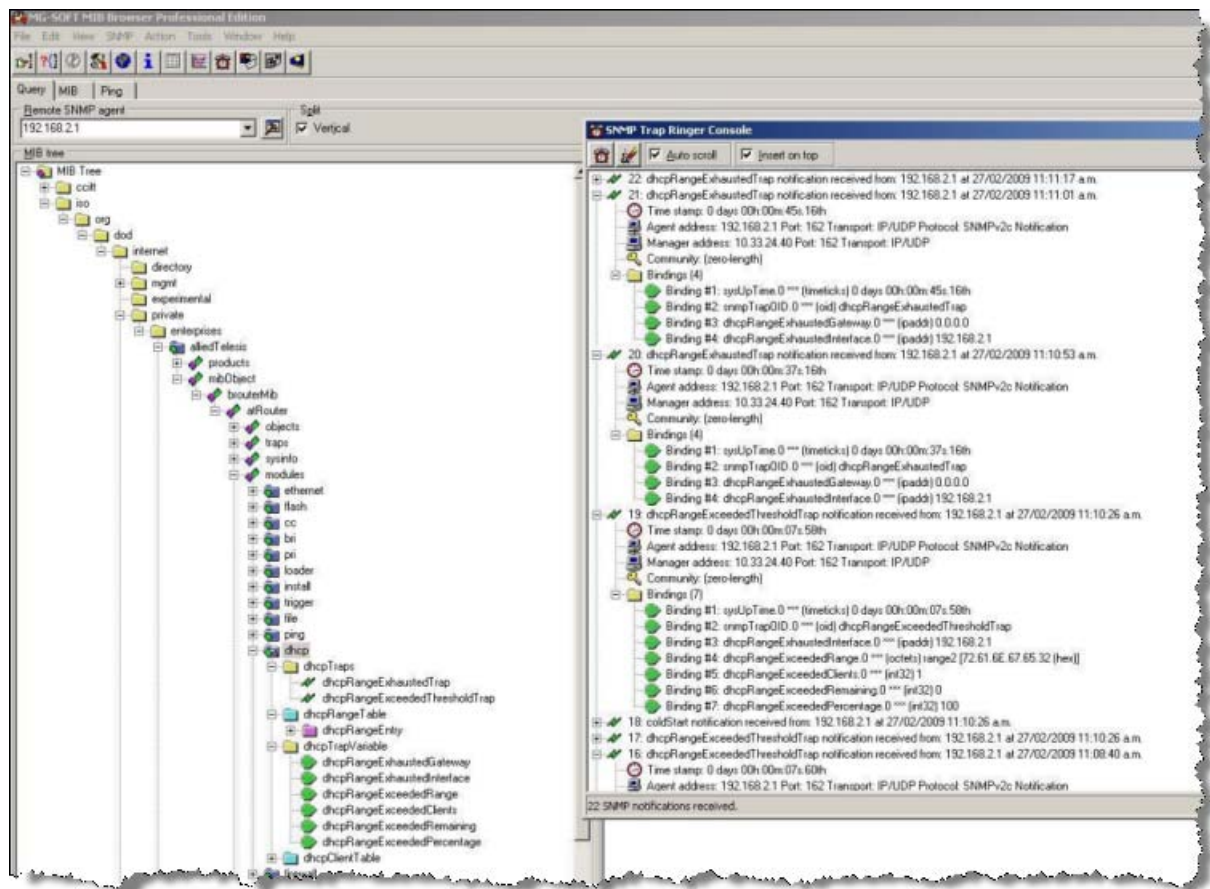 MG-SOFT MIB Browser Professional Edition
File Edit View SNMP Action Tools Window Help
Query MIB Ping
Remote SNMP agent
Split
192.168.2.1
Vertical
MIB tree
MIB Tree
ccitt
iso
org
dod
internet
directory
mgmt
experimental
private
enterprises
alliedTelesis
products
mibObject
brouterMib
atRouter
objects
traps
sysinfo
modules
ethernet
flash
cc
bri
pri
loader
install
trigger
file
ping
dhcp
dhcpTraps
dhcpRangeExhaustedTrap
dhcpRangeExceededThresholdTrap
dhcpRangeTable
dhcpRangeEntry
dhcpTrapVariable
dhcpRangeExhaustedGateway
dhcpRangeExhaustedInterface
dhcpRangeExceededRange
dhcpRangeExceededClients
dhcpRangeExceededRemaining
dhcpRangeExceededPercentage
dhcpClientTable
SNMP Trap Ringer Console
Auto scroll Insert on top
22: dhcpRangeExhaustedTrap notification received from: 192.168.2.1 at 27/02/2009 11:11:17 a.m.
21: dhcpRangeExhaustedTrap notification received from: 192.168.2.1 at 27/02/2009 11:11:01 a.m.
Time stamp: 0 days 00h:00m:45s.16th
Agent address: 192.168.2.1 Port: 162 Transport: IP/UDP Protocol: SNMPv2c Notification
Manager address: 10.33.24.40 Port: 162 Transport: IP/UDP
Community: (zero-length)
Bindings (4)
Binding #1: sysUpTime.0 *** (timeticks) 0 days 00h:00m:45s.16th
Binding #2: snmpTrapOID.0 *** (oid) dhcpRangeExhaustedTrap
Binding #3: dhcpRangeExhaustedGateway.0 *** (ipaddr) 0.0.0.0
Binding #4: dhcpRangeExhaustedInterface.0 *** (ipaddr) 192.168.2.1
20: dhcpRangeExhaustedTrap notification received from: 192.168.2.1 at 27/02/2009 11:10:53 a.m.
Time stamp: 0 days 00h:00m:37s.16th
Agent address: 192.168.2.1 Port: 162 Transport: IP/UDP Protocol: SNMPv2c Notification
Manager address: 10.33.24.40 Port: 162 Transport: IP/UDP
Community: (zero-length)
Bindings (4)
Binding #1: sysUpTime.0 *** (timeticks) 0 days 00h:00m:37s.16th
Binding #2: snmpTrapOID.0 *** (oid) dhcpRangeExhaustedTrap
Binding #3: dhcpRangeExhaustedGateway.0 *** (ipaddr) 0.0.0.0
Binding #4: dhcpRangeExhaustedInterface.0 *** (ipaddr) 192.168.2.1
19: dhcpRangeExceededThresholdTrap notification received from: 192.168.2.1 at 27/02/2009 11:10:26 a.m.
Time stamp: 0 days 00h:00m:07s.58th
Agent address: 192.168.2.1 Port: 162 Transport: IP/UDP Protocol: SNMPv2c Notification
Manager address: 10.33.24.40 Port: 162 Transport: IP/UDP
Community: (zero-length)
Bindings (7)
Binding #1: sysUpTime.0 *** (timeticks) 0 days 00h:00m:07s.58th
Binding #2: snmpTrapOID.0 *** (oid) dhcpRangeExceededThresholdTrap
Binding #3: dhcpRangeExhaustedInterface.0 *** (ipaddr) 192.168.2.1
Binding #4: dhcpRangeExceededRange.0 *** (octets) range2 [72.61.6E.67.65.32 (hex)]
Binding #5: dhcpRangeExceededClients.0 *** (int32) 1
Binding #6: dhcpRangeExceededRemaining.0 *** (int32) 0
Binding #7: dhcpRangeExceededPercentage.0 *** (int32) 100
18: coldStart notification received from: 192.168.2.1 at 27/02/2009 11:10:26 a.m.
17: dhcpRangeExceededThresholdTrap notification received from: 192.168.2.1 at 27/02/2009 11:10:26 a.m.
16: dhcpRangeExceededThresholdTrap notification received from: 192.168.2.1 at 27/02/2009 11:08:40 a.m.
Time stamp: 0 days 00h:00m:07s.60th
Agent address: 192.168.2.1 Port: 162 Transport: IP/UDP Protocol: SNMPv2c Notification
22 SNMP notifications received.